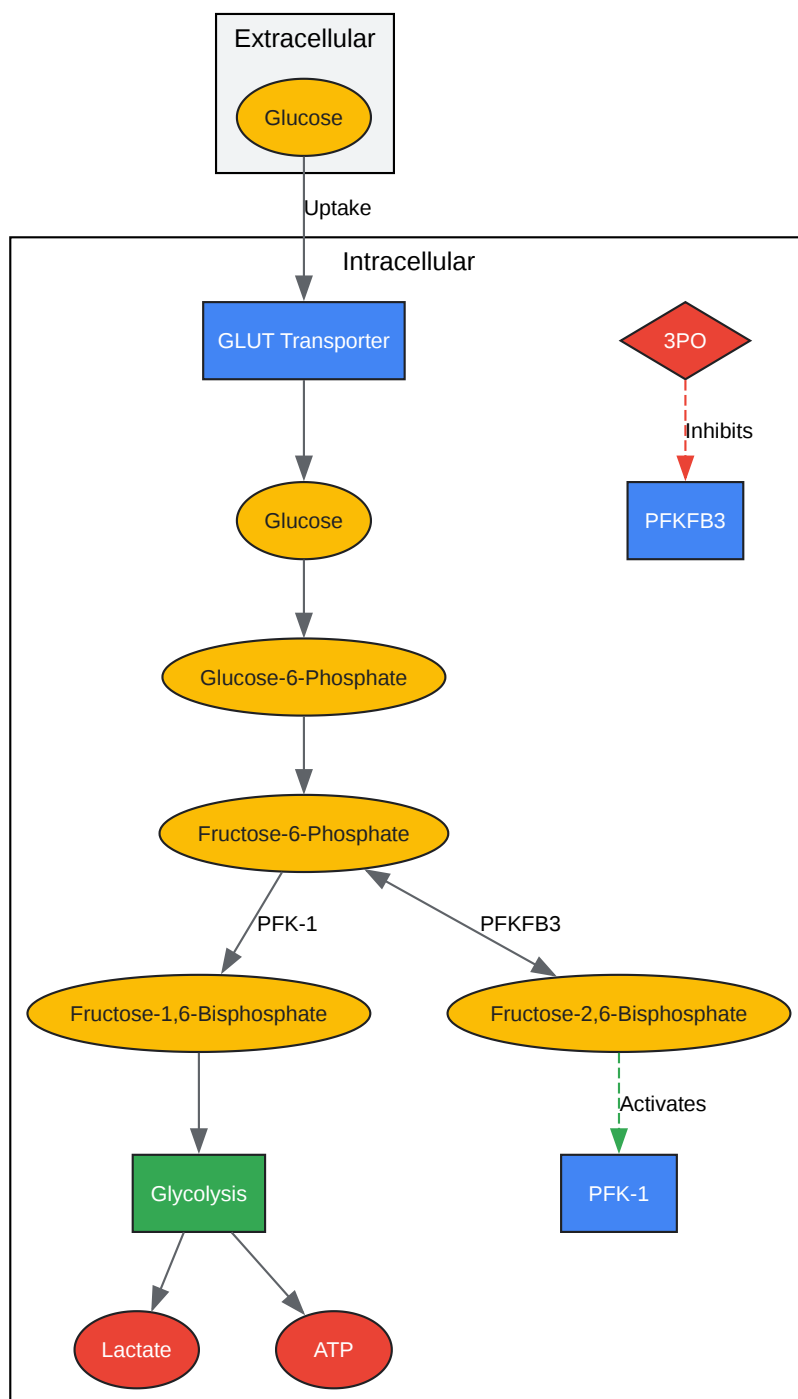 Extracellular
Glucose
Uptake
Intracellular
GLUT Transporter
3PO
Inhibits
Glucose
PFKFB3
Glucose-6-Phosphate
Fructose-6-Phosphate
PFK-1
PFKFB3
Fructose-1,6-Bisphosphate
Fructose-2,6-Bisphosphate
Activates
Glycolysis
PFK-1
Lactate
ATP